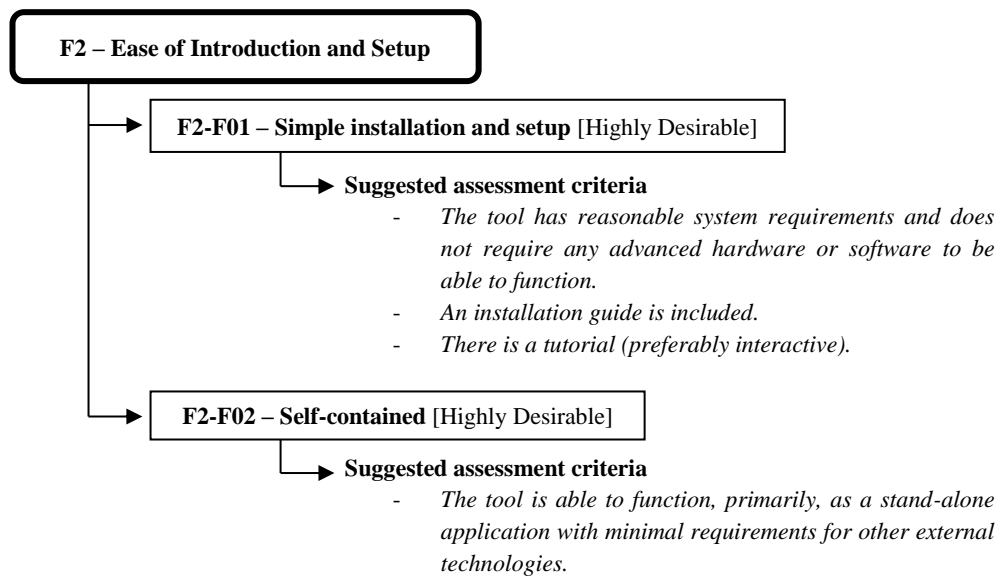 F2 – Ease of Introduction and Setup
F2-F01 – Simple installation and setup [Highly Desirable]
Suggested assessment criteria
- The tool has reasonable system requirements and does
not require any advanced hardware or software to be
able to function.
- An installation guide is included.
- There is a tutorial (preferably interactive).
F2-F02 – Self-contained [Highly Desirable]
Suggested assessment criteria
- The tool is able to function, primarily, as a stand-alone
application with minimal requirements for other external
technologies.